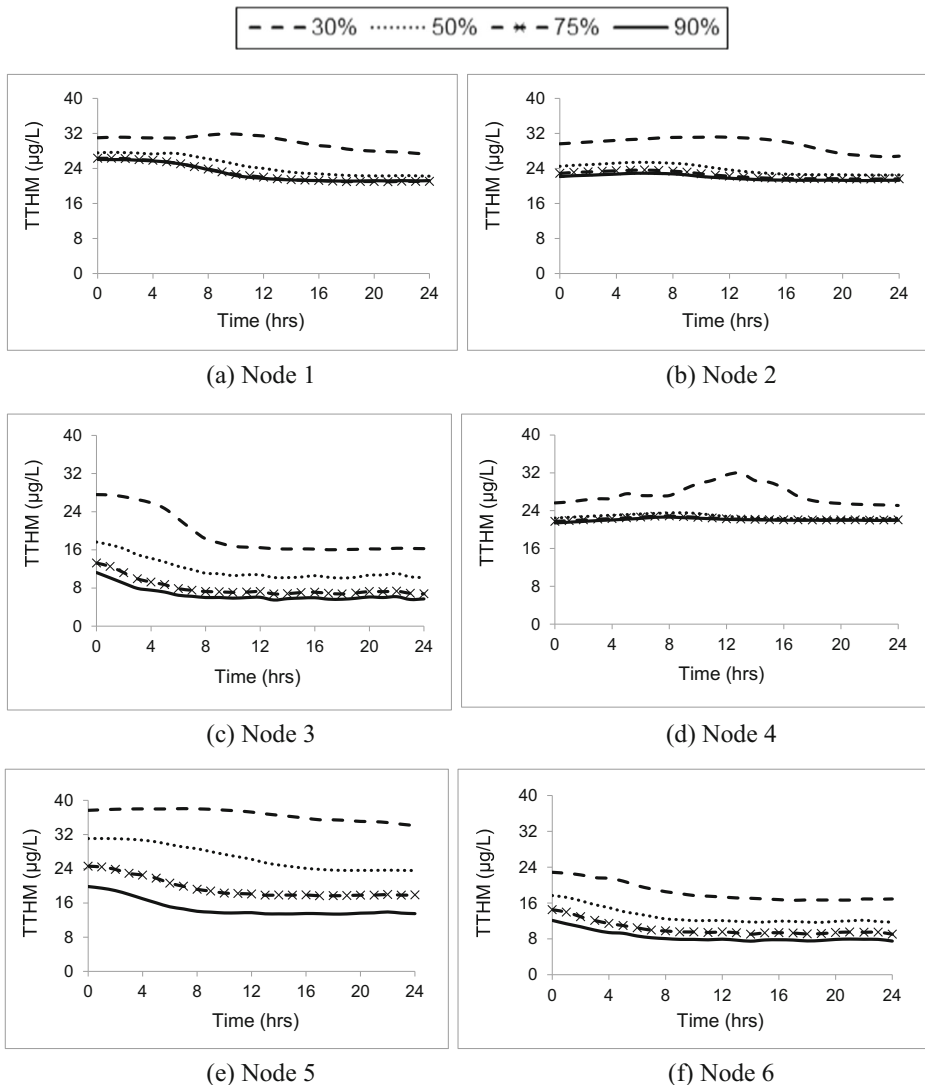 30% 50% 75% 90%
40
32
24
16
8
0
TTHM (µg/L)
0 4 8 12 16 20 24
Time (hrs)
(a) Node 1
40
32
24
16
8
0
TTHM (µg/L)
0 4 8 12 16 20 24
Time (hrs)
(b) Node 2
40
32
24
16
8
0
TTHM (µg/L)
0 4 8 12 16 20 24
Time (hrs)
(c) Node 3
40
32
24
16
8
0
TTHM (µg/L)
0 4 8 12 16 20 24
Time (hrs)
(d) Node 4
40
32
24
16
8
0
TTHM (µg/L)
0 4 8 12 16 20 24
Time (hrs)
(e) Node 5
40
32
24
16
8
0
TTHM (µg/L)
0 4 8 12 16 20 24
Time (hrs)
(f) Node 6